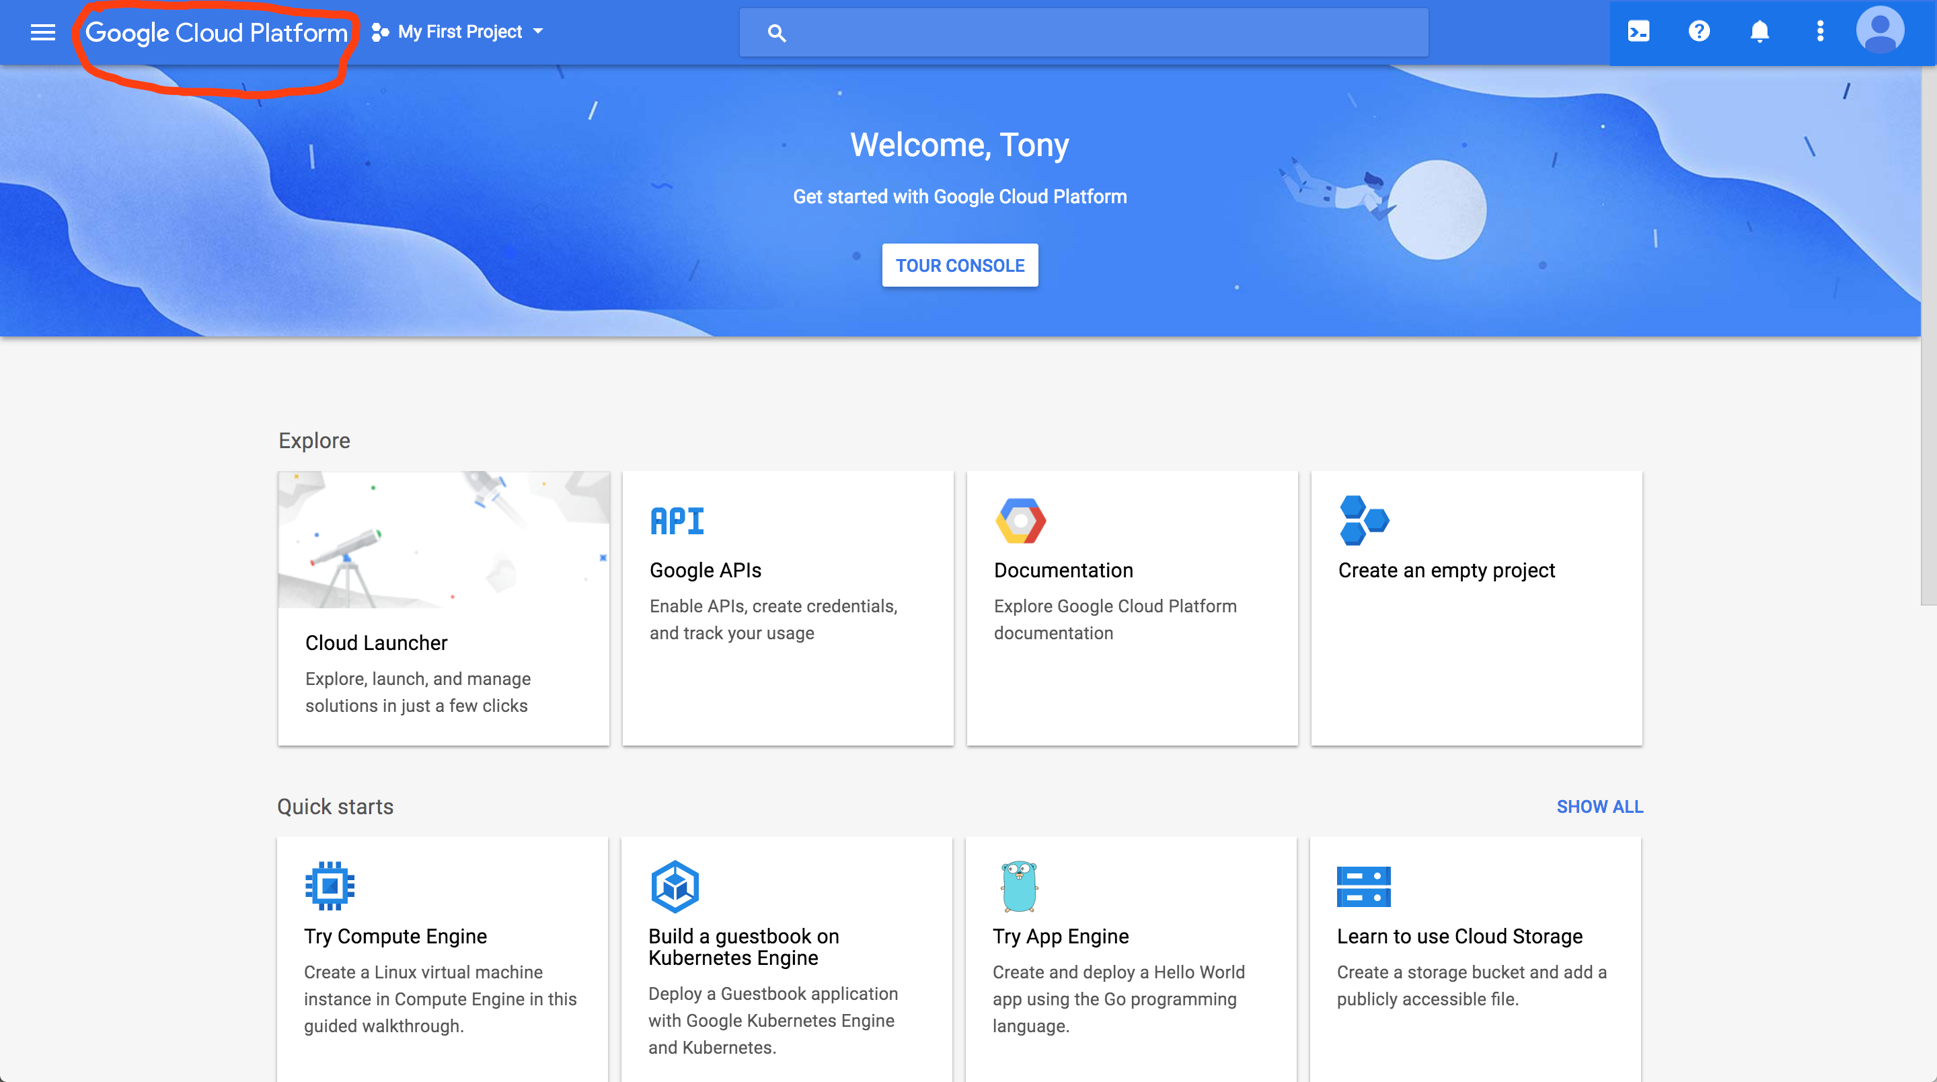 Google Cloud Platform
My First Project
Welcome, Tony
Get started with Google Cloud Platform
TOUR CONSOLE
Explore
Cloud Launcher
Explore, launch, and manage
solutions in just a few clicks
API
Google APIs
Enable APIs, create credentials,
and track your usage
Documentation
Explore Google Cloud Platform
documentation
Create an empty project
Quick starts
SHOW ALL
Try Compute Engine
Create a Linux virtual machine
instance in Compute Engine in this
guided walkthrough.
Build a guestbook on
Kubernetes Engine
Deploy a Guestbook application
with Google Kubernetes Engine
and Kubernetes.
Try App Engine
Create and deploy a Hello World
app using the Go programming
language.
Learn to use Cloud Storage
Create a storage bucket and add a
publicly accessible file.